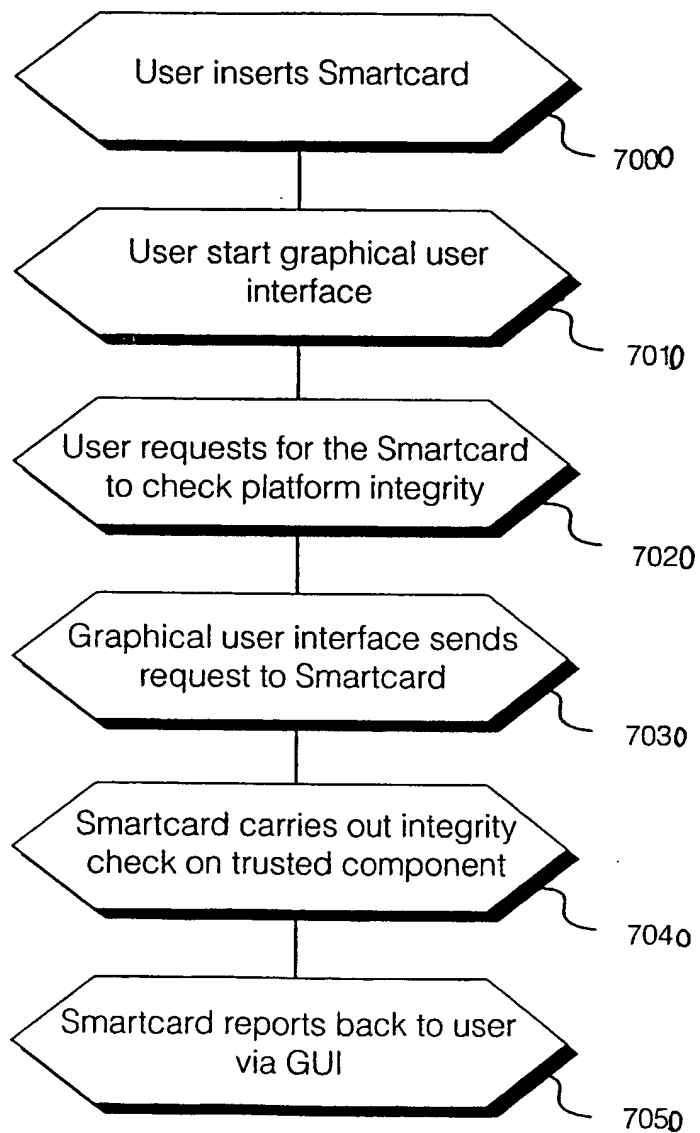 User inserts Smartcard
7000
User start graphical user
interface
7010
User requests for the Smartcard
to check platform integrity
7020
Graphical user interface sends
request to Smartcard
7030
Smartcard carries out integrity
check on trusted component
7040
Smartcard reports back to user
via GUI
7050